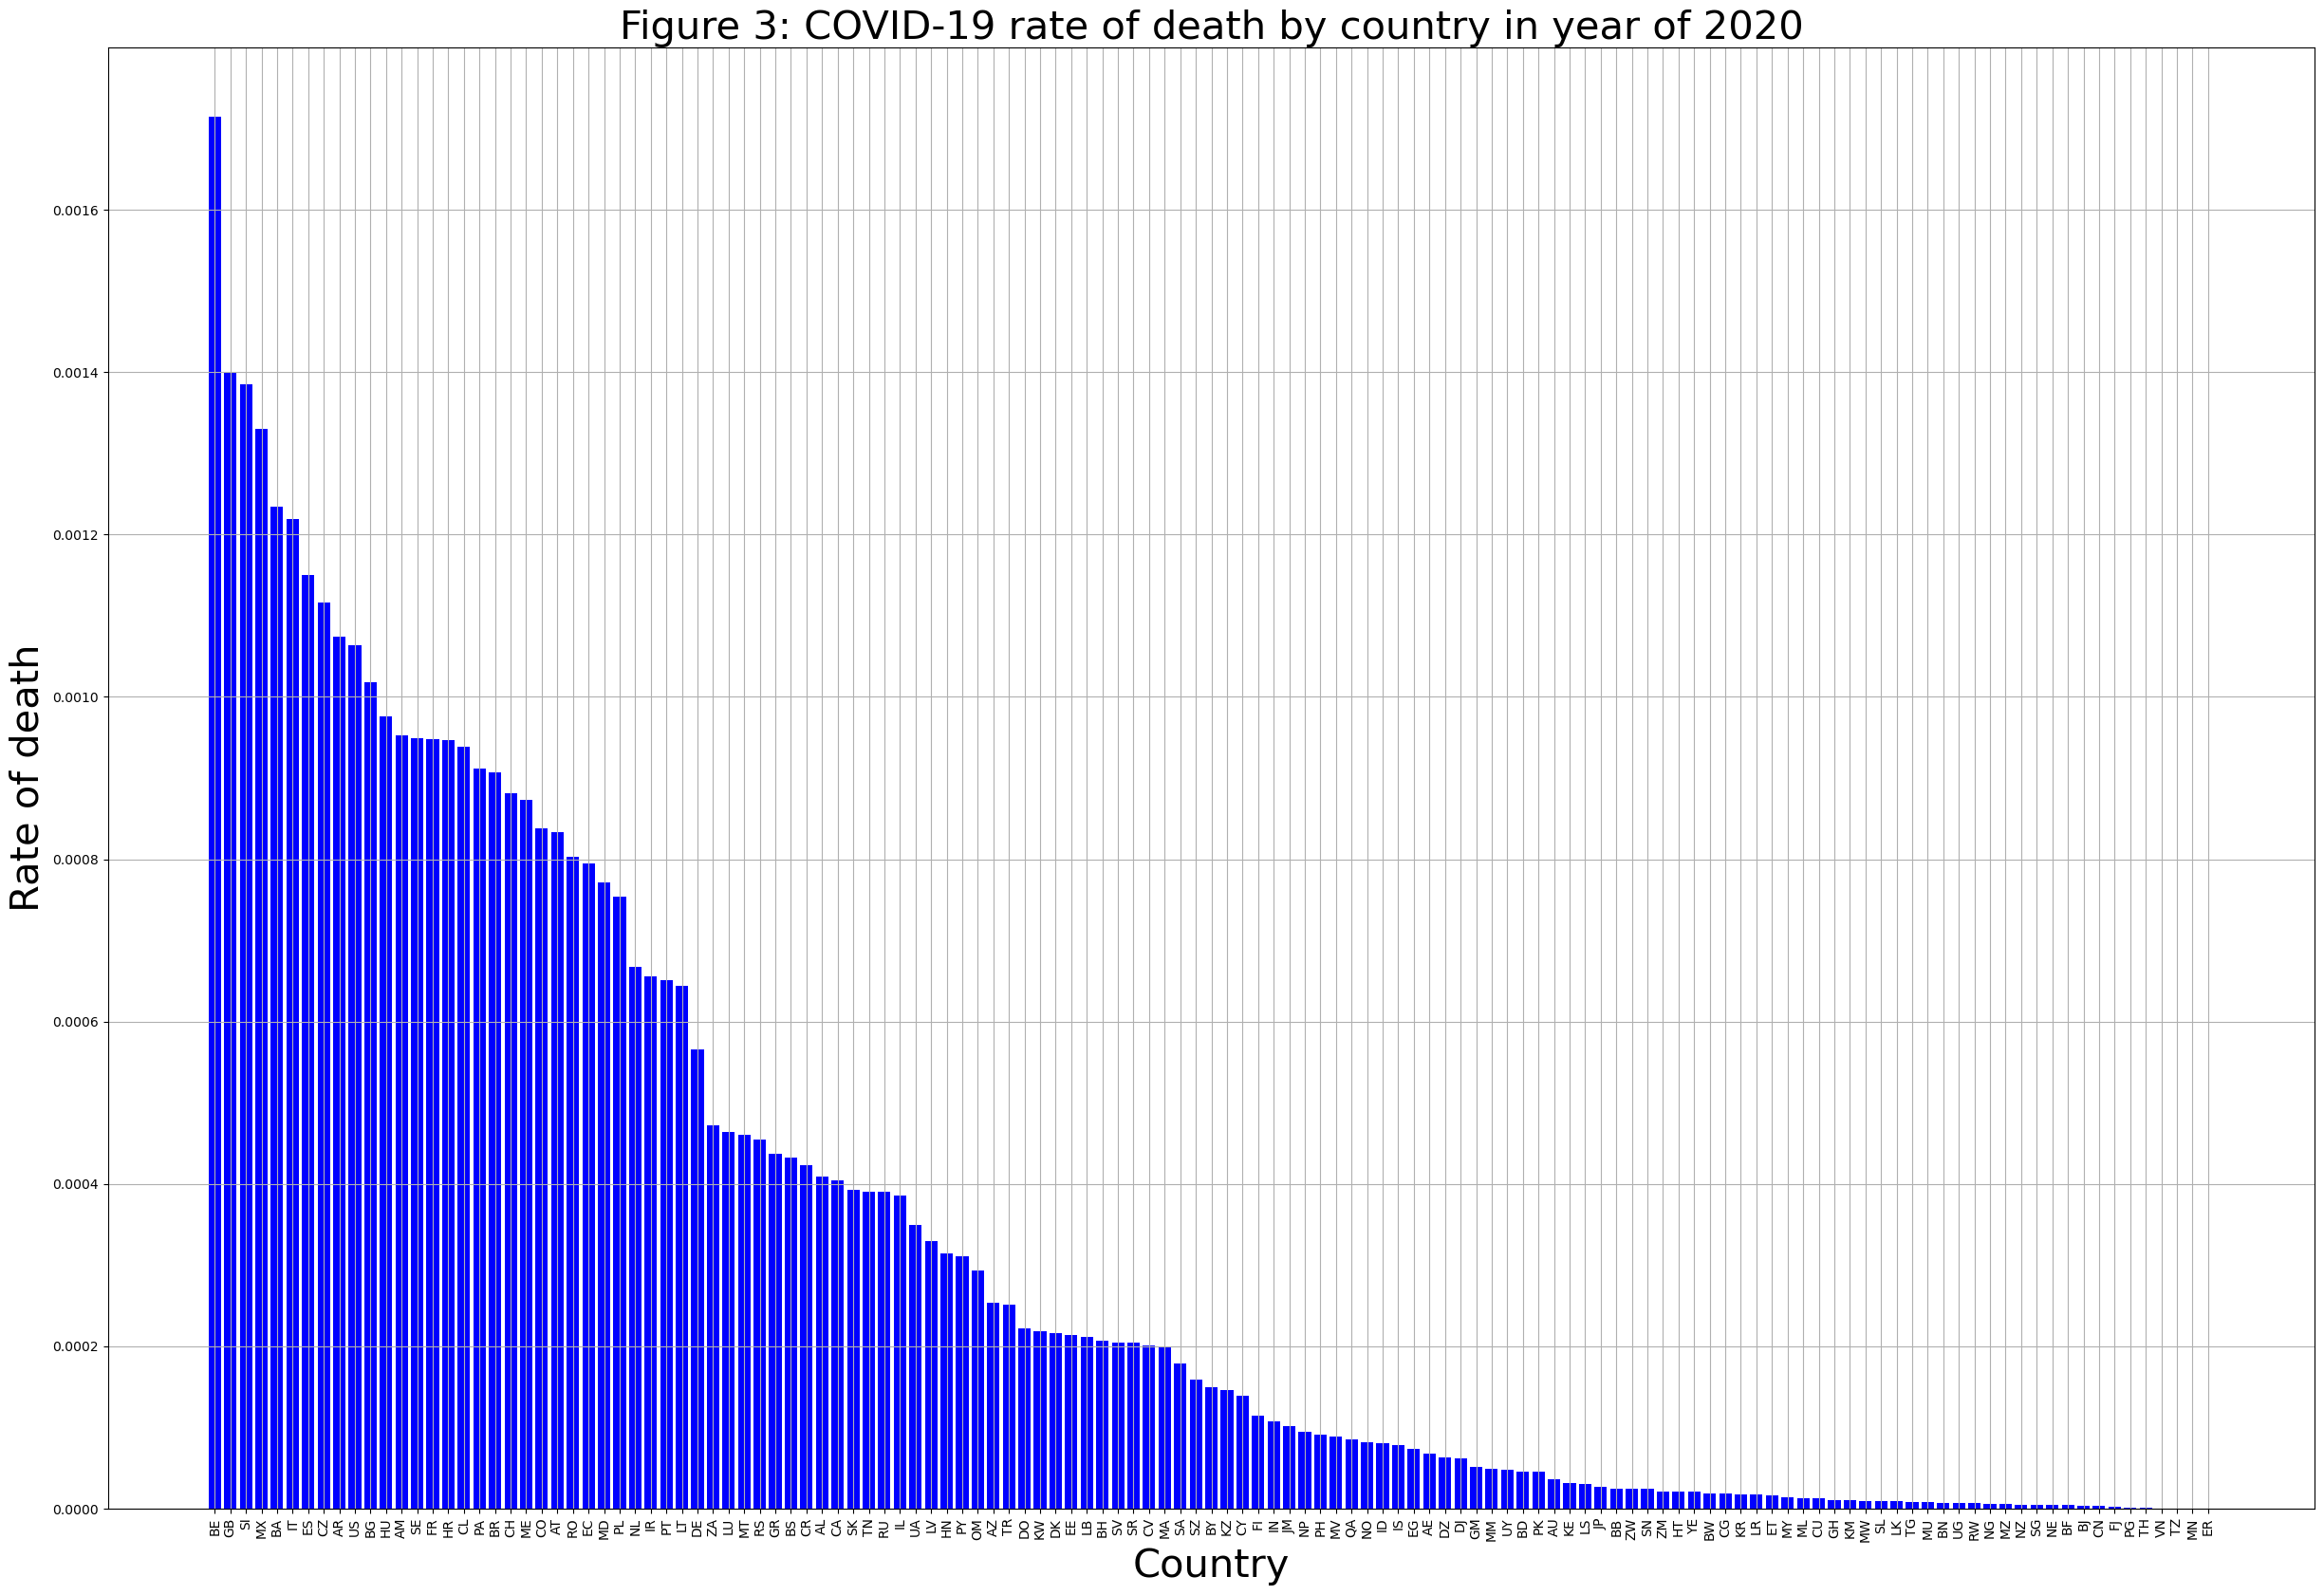 Figure 3: COVID-19 rate of death by country in year of 2020
Rate of death
0.0016
0.0014
0.0012
0.0010
0.0008
0.0006
0.0004
0.0002
0.0000
BE GB SI MX BA IT ES CZ AR US BG HU AM SE FR HR CL PA BR CH ME CO AT RO EC MD PL NL IR PT LT DE ZA LU MT RS GR BS CR AL CA SK TN RU IL UA LV HN PY OM AZ TR DO KW DK EE LB BH SV SR CV MA SA SZ BY KZ CY FI IN JM NP PH MV QA NO ID IS EG AE DZ DJ GM MM UY BD PK AU KE LS JP BB ZW SN ZM HT YE BW CG KR LR ET MY ML CU GH KM MW SL LK TG MU BN UG RW NG MZ NZ SG NE BF BJ CN FJ PG TH VN TZ MN ER
Country